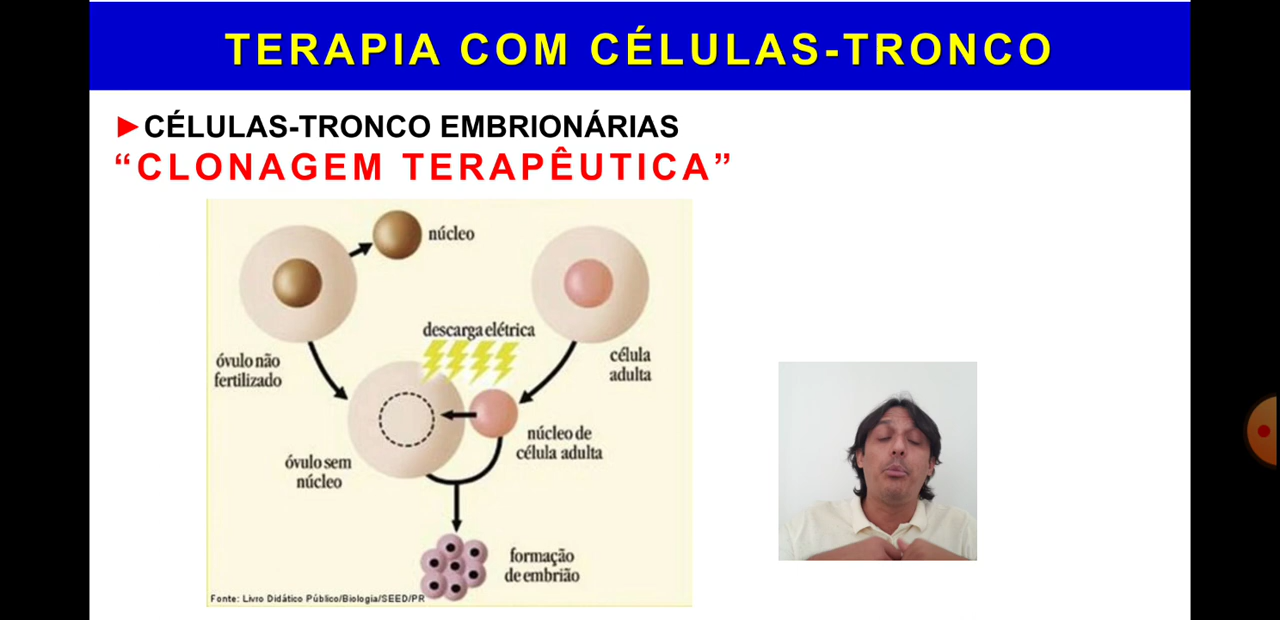 TERAPIA COM CÉLULAS-TRONCO
►CÉLULAS-TRONCO EMBRIONÁRIAS
“CLONAGEM TERAPÊUTICA”
núcleo
descarga elétrica
óvulo não
fertilizado
célula
adulta
núcleo de
célula adulta
óvulo sem
núcleo
formação
de embrião
Fonte: Livro Didático Público/Biologia/SEED/PR